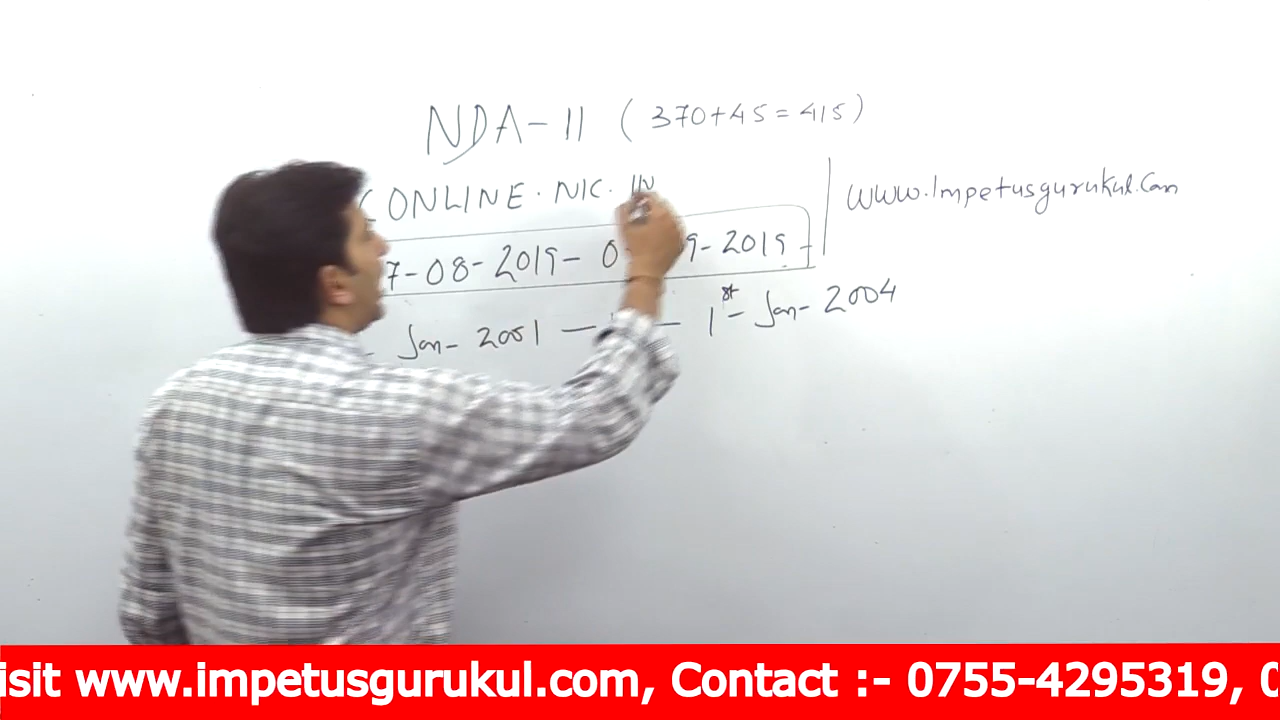 NDA-II (370+45=415)
C ONLINE.NIC.IN
www.Impetusgurukul.Com
7-08-2019- 0 9-2019
- Jan- 2001 — — 1st- Jan- 2004
isit www.impetusgurukul.com, Contact :- 0755-4295319, 0